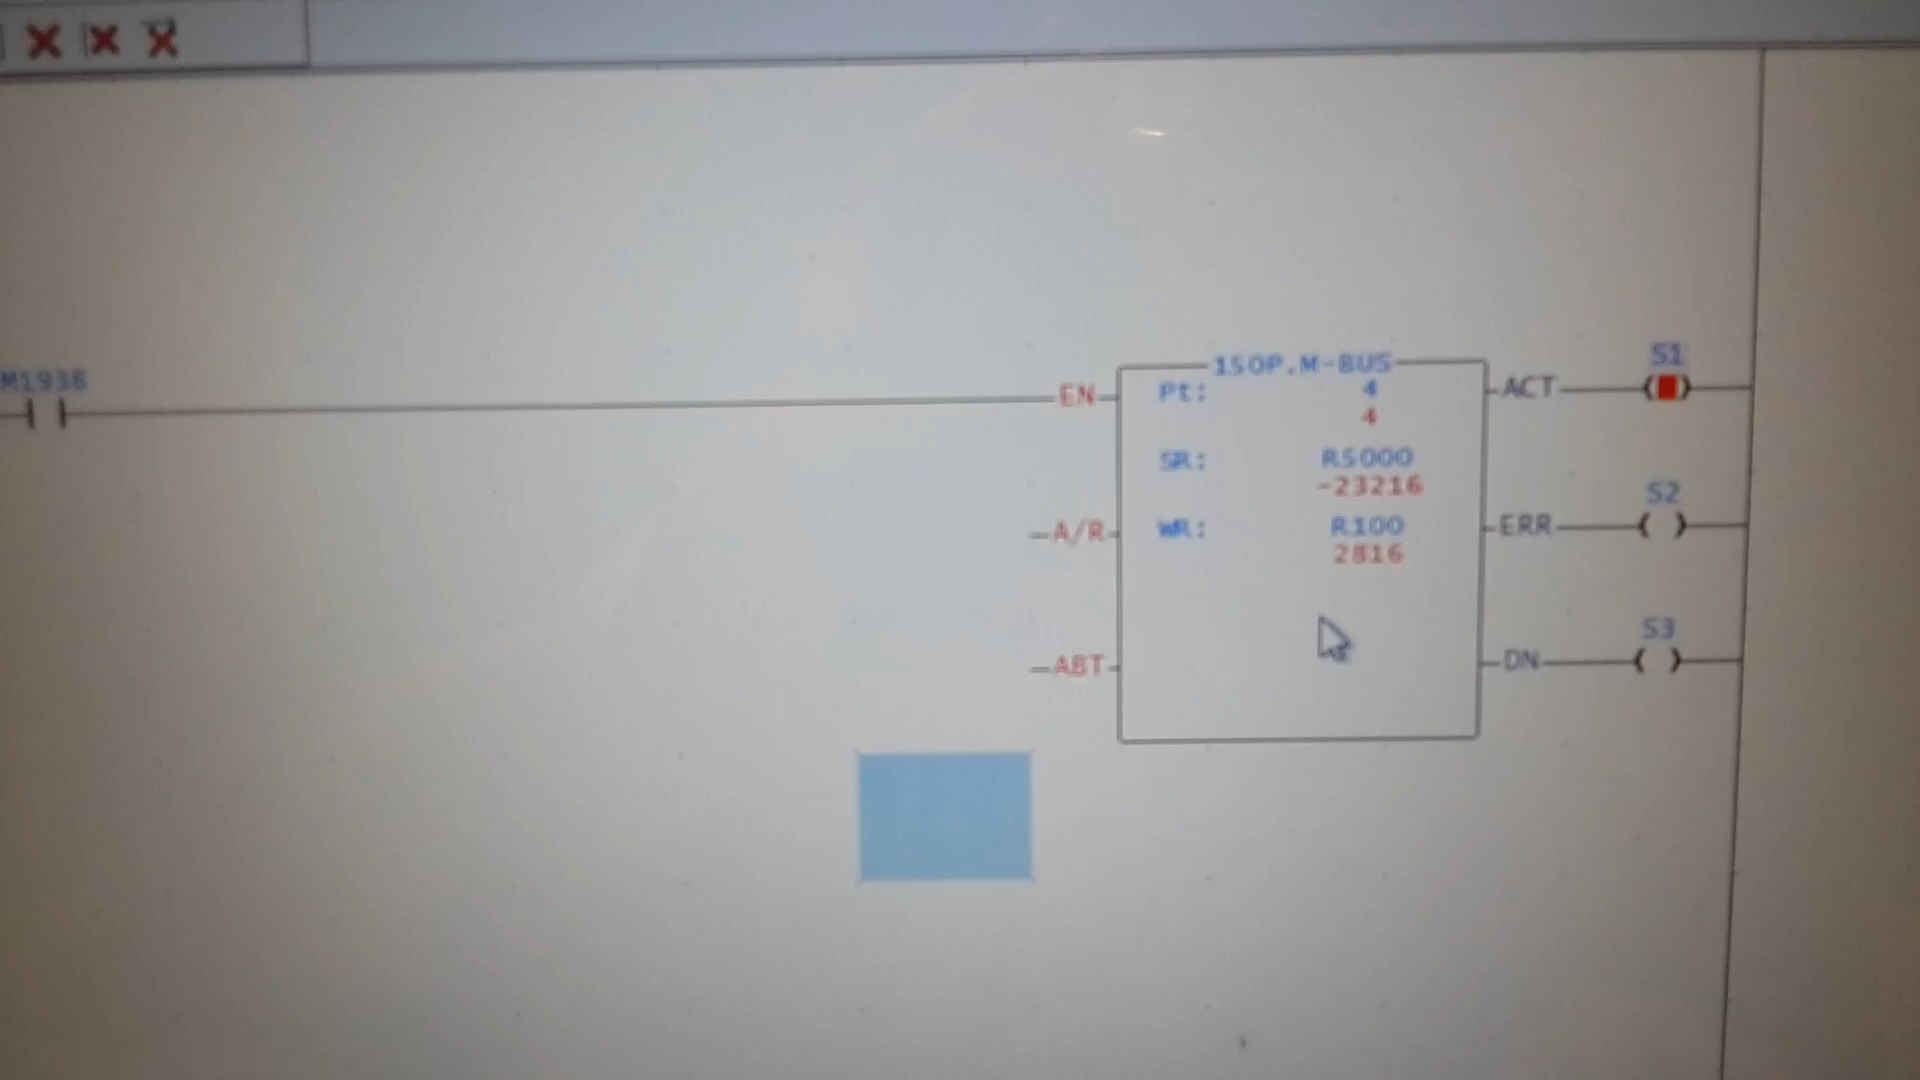 M1938
150P.M-BUS
EN
Pt: 4
4
ACT
S1
SR: R5000
-23216
S2
A/R
WR: R100
2816
ERR
S3
ABT
DN